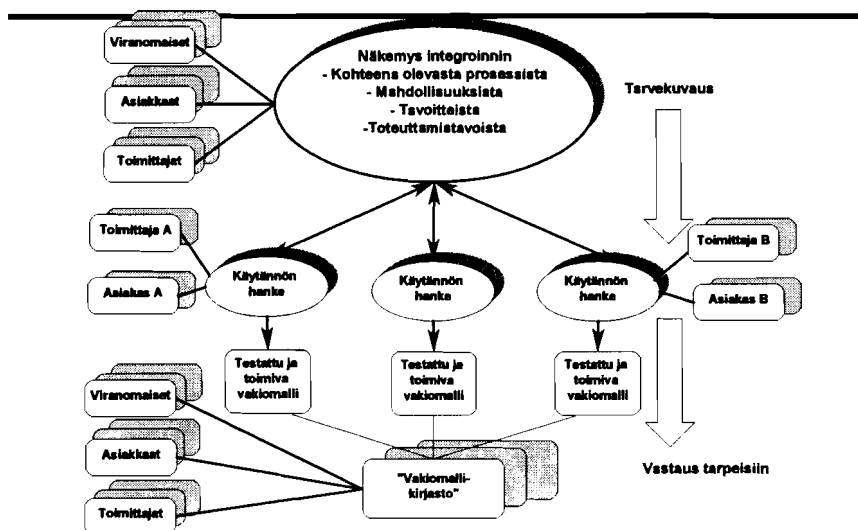 Viranomaiset
Asiakkaat
Toimittajat
Näkemys integroinnin
- Kohteena olevasta prosessista
- Mahdollisuuksista
- Tavoitteista
-Toteuttamistavoista
Tarvekuvaus
Toimittaja A
Asiakas A
Käytännön
hanke
Käytännön
hanke
Käytännön
hanke
Toimittaja B
Asiakas B
Testattu ja
toimiva
vakiomalli
Testattu ja
toimiva
vakiomalli
Testattu ja
toimiva
vakiomalli
Viranomaiset
Asiakkaat
Toimittajat
"Vakiomalli-
kirjasto"
Vastaus tarpeisiin